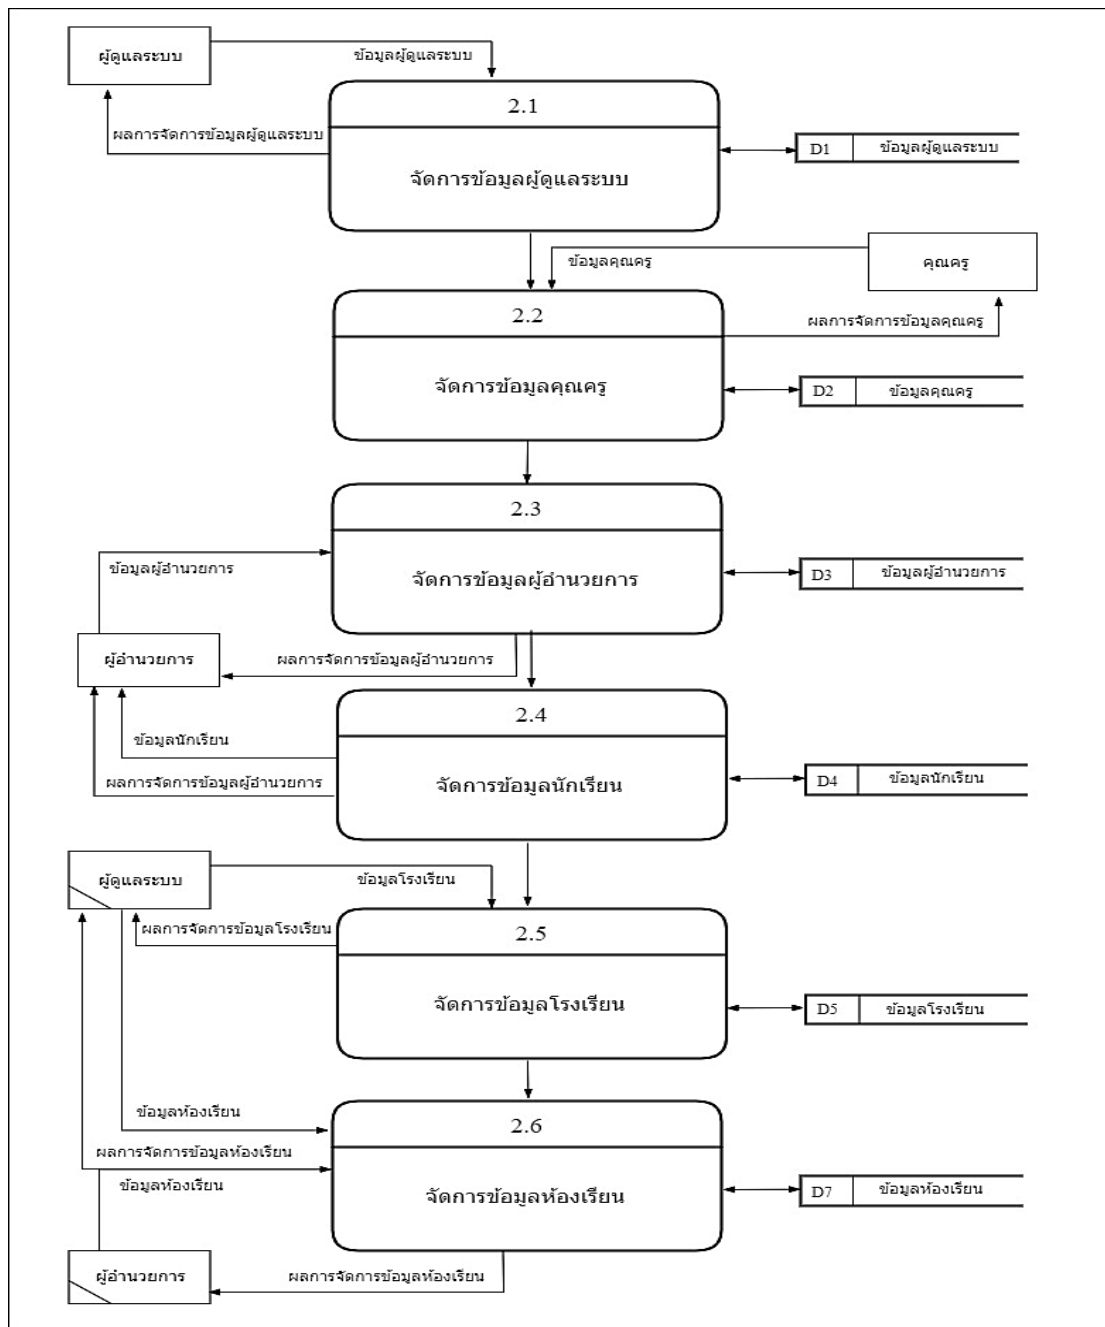 ผู้ดูแลระบบ
ข้อมูลผู้ดูแลระบบ
2.1
ผลการจัดการข้อมูลผู้ดูแลระบบ
จัดการข้อมูลผู้ดูแลระบบ
D1 ข้อมูลผู้ดูแลระบบ
ข้อมูลคุณครู
คุณครู
2.2
ผลการจัดการข้อมูลคุณครู
จัดการข้อมูลคุณครู
D2 ข้อมูลคุณครู
2.3
ข้อมูลผู้อำนวยการ
จัดการข้อมูลผู้อำนวยการ
D3 ข้อมูลผู้อำนวยการ
ผู้อำนวยการ
ผลการจัดการข้อมูลผู้อำนวยการ
2.4
ข้อมูลนักเรียน
ผลการจัดการข้อมูลผู้อำนวยการ
จัดการข้อมูลนักเรียน
D4 ข้อมูลนักเรียน
ผู้ดูแลระบบ
ข้อมูลโรงเรียน
ผลการจัดการข้อมูลโรงเรียน
2.5
จัดการข้อมูลโรงเรียน
D5 ข้อมูลโรงเรียน
ข้อมูลห้องเรียน
2.6
ผลการจัดการข้อมูลห้องเรียน
ข้อมูลห้องเรียน
จัดการข้อมูลห้องเรียน
D7 ข้อมูลห้องเรียน
ผู้อำนวยการ
ผลการจัดการข้อมูลห้องเรียน